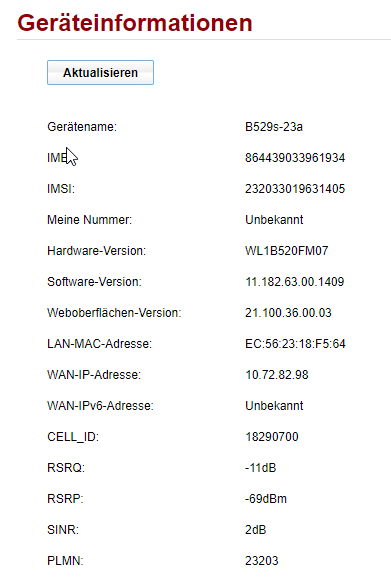 Geräteinformationen
Aktualisieren
Gerätename: B529s-23a
IME 864439033961934
IMSI: 232033019631405
Meine Nummer: Unbekannt
Hardware-Version: WL1B520FM07
Software-Version: 11.182.63.00.1409
Weboberflächen-Version: 21.100.36.00.03
LAN-MAC-Adresse: EC:56:23:18:F5:64
WAN-IP-Adresse: 10.72.82.98
WAN-IPv6-Adresse: Unbekannt
CELL_ID: 18290700
RSRQ: -11dB
RSRP: -69dBm
SINR: 2dB
PLMN: 23203